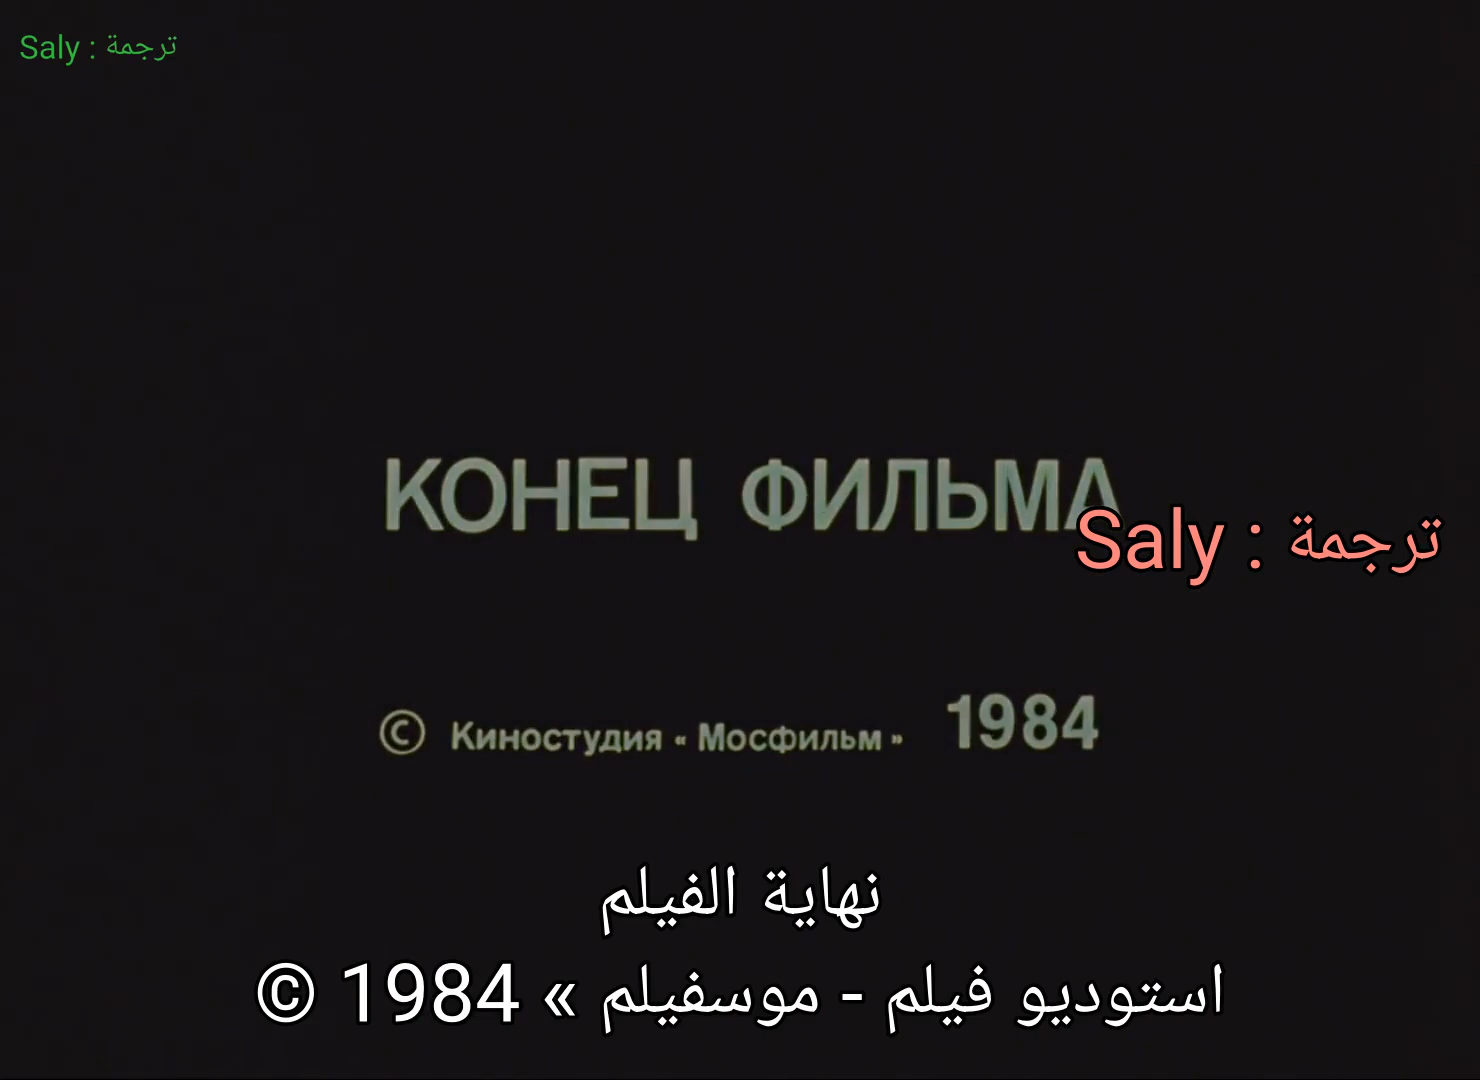 Saly : ترجمة
КОНЕЦ ФИЛЬМА
Saly : ترجمة
© Киностудия « Мосфильм » 1984
نهاية الفيلم
استوديو فيلم - موسفيلم » 1984 ©